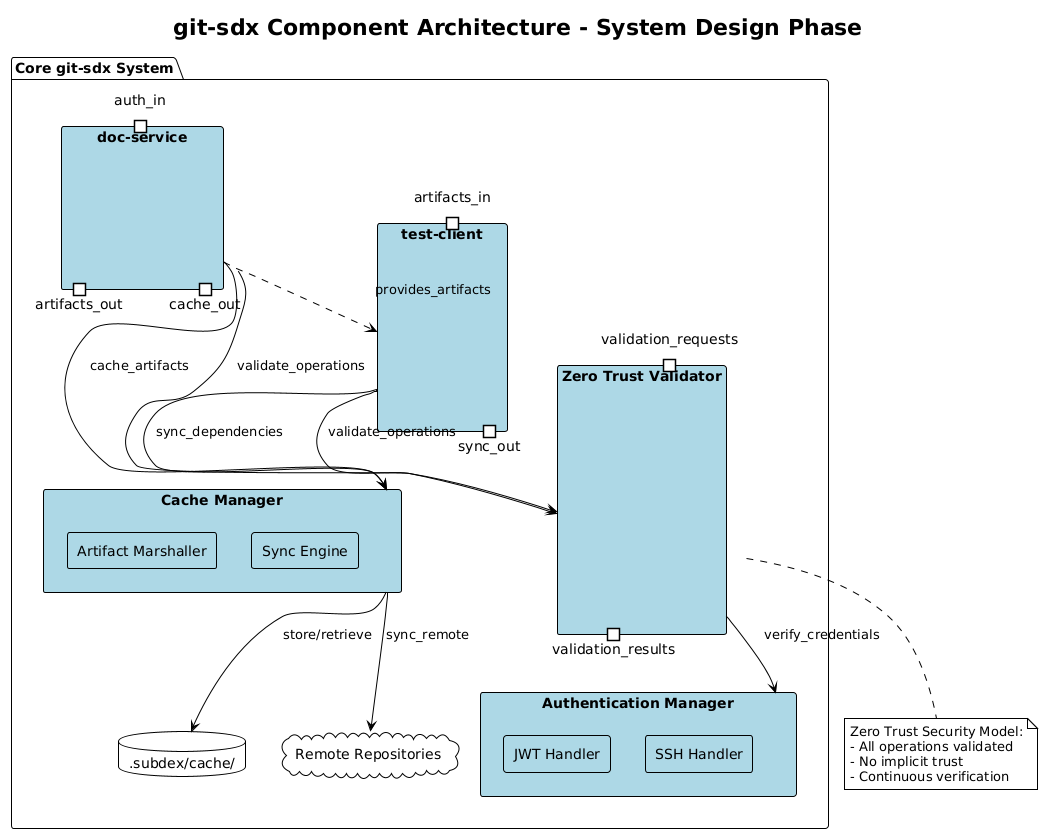 git-sdx Component Architecture - System Design Phase
Core git-sdx System
auth_in
doc-service
artifacts_in
test-client
provides_artifacts
artifacts_out
cache_out
validation_requests
cache_artifacts
validate_operations
Zero Trust Validator
sync_dependencies
validate_operations
sync_out
Cache Manager
Artifact Marshaller
Sync Engine
store/retrieve
sync_remote
verify_credentials
validation_results
Authentication Manager
JWT Handler
SSH Handler
.subdex/cache/
Remote Repositories
Zero Trust Security Model:
- All operations validated
- No implicit trust
- Continuous verification